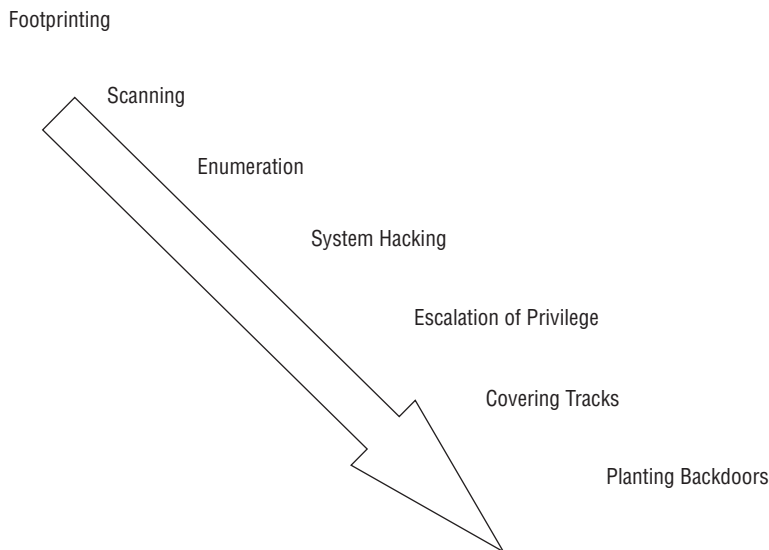 Footprinting
Scanning
Enumeration
System Hacking
Escalation of Privilege
Covering Tracks
Planting Backdoors